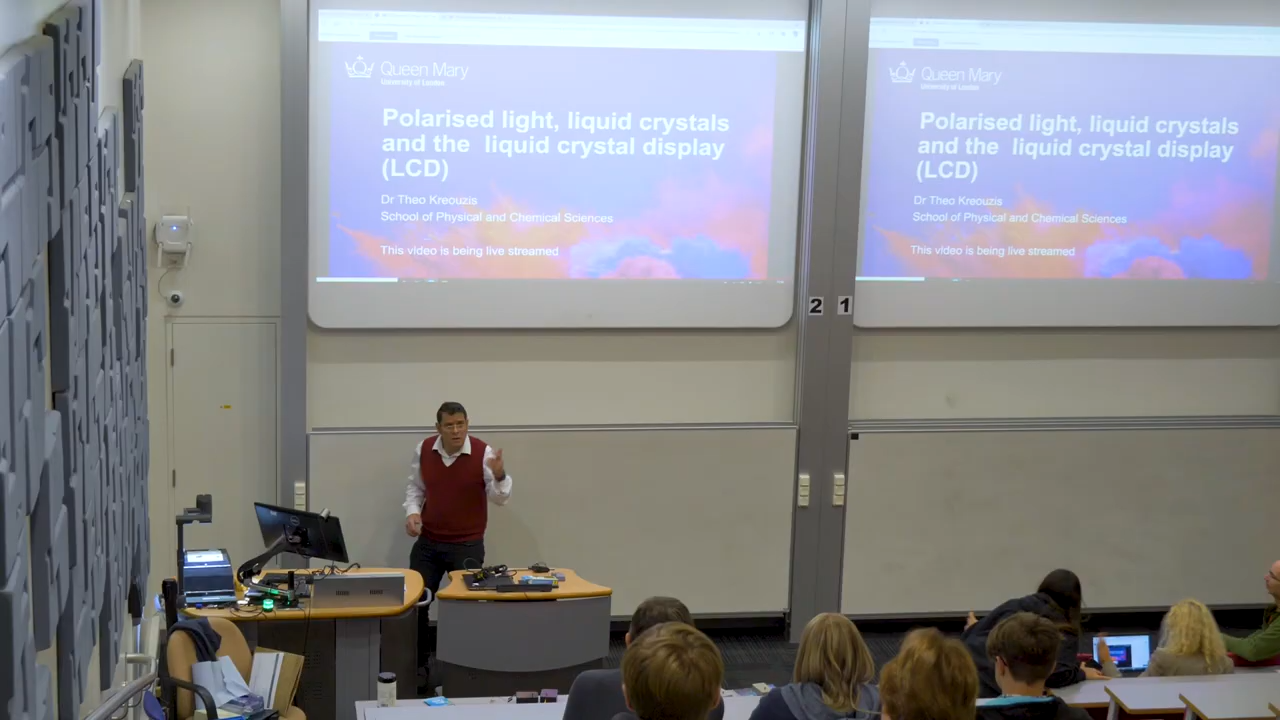 Queen Mary
University of London
Polarised light, liquid crystals
and the liquid crystal display
(LCD)
Dr Theo Kreouzis
School of Physical and Chemical Sciences
This video is being live streamed
2
1
Queen Mary
University of London
Polarised light, liquid crystals
and the liquid crystal display
(LCD)
Dr Theo Kreouzis
School of Physical and Chemical Sciences
This video is being live streamed